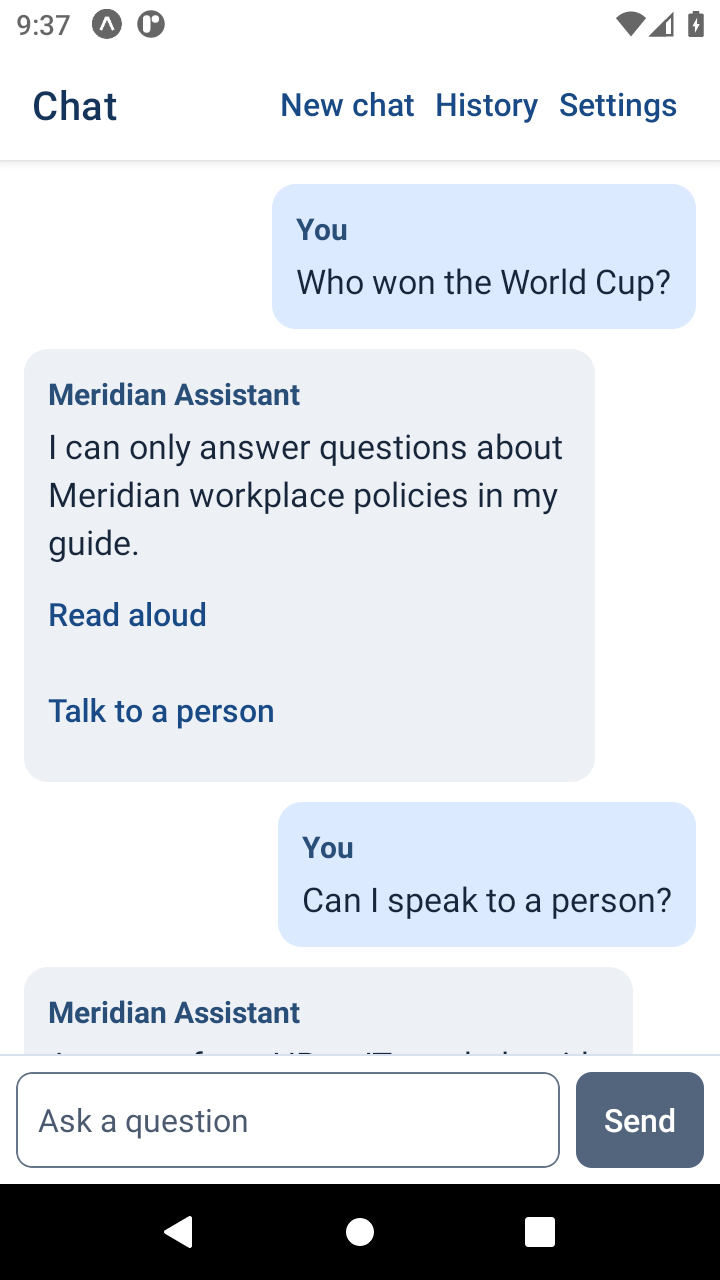 9:37
Chat
New chat
History
Settings
You
Who won the World Cup?
Meridian Assistant
I can only answer questions about
Meridian workplace policies in my
guide.
Read aloud
Talk to a person
You
Can I speak to a person?
Meridian Assistant
Ask a question
Send